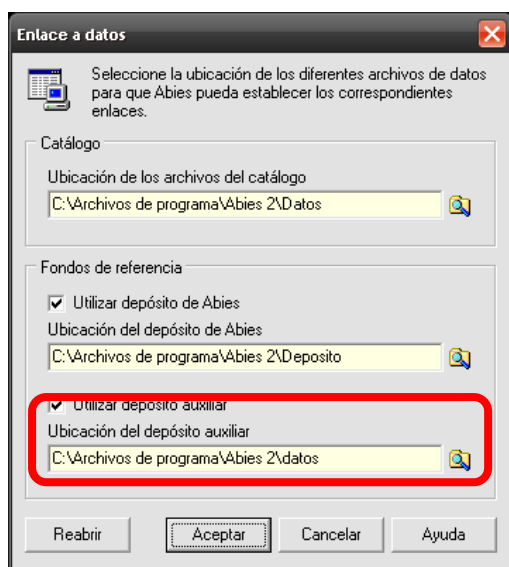 Enlace a datos
Seleccione la ubicación de los diferentes archivos de datos
para que Abies pueda establecer los correspondientes
enlaces.
Catálogo
Ubicación de los archivos del catálogo
C:\Archivos de programa\Abies 2\Datos
Fondos de referencia
Utilizar depósito de Abies
Ubicación del depósito de Abies
C:\Archivos de programa\Abies 2\Deposito
Utilizar depósito auxiliar
Ubicación del depósito auxiliar
C:\Archivos de programa\Abies 2\datos
Reabrir Aceptar Cancelar Ayuda